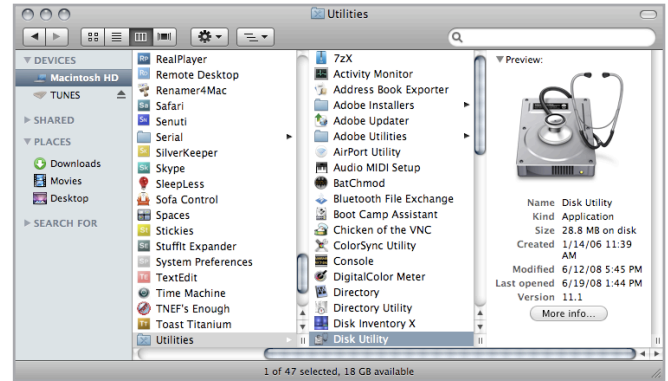 Utilities
▼ DEVICES
Macintosh HD
TUNES
▶ SHARED
▼ PLACES
Downloads
Movies
Desktop
▶ SEARCH FOR
RealPlayer
Remote Desktop
Renamer4Mac
Safari
Senuti
Serial
SilverKeeper
Skype
SleepLess
Sofa Control
Spaces
Stickies
StuffIt Expander
System Preferences
TextEdit
Time Machine
TNEF's Enough
Toast Titanium
Utilities
7zX
Activity Monitor
Address Book Exporter
Adobe Installers
Adobe Updater
Adobe Utilities
AirPort Utility
Audio MIDI Setup
BatChmod
Bluetooth File Exchange
Boot Camp Assistant
Chicken of the VNC
ColorSync Utility
Console
DigitalColor Meter
Directory
Directory Utility
Disk Inventory X
Disk Utility
▼ Preview:
Name Disk Utility
Kind Application
Size 28.8 MB on disk
Created 1/14/06 11:39
AM
Modified 6/12/08 5:45 PM
Last opened 6/19/08 1:44 PM
Version 11.1
More info...
1 of 47 selected, 18 GB available